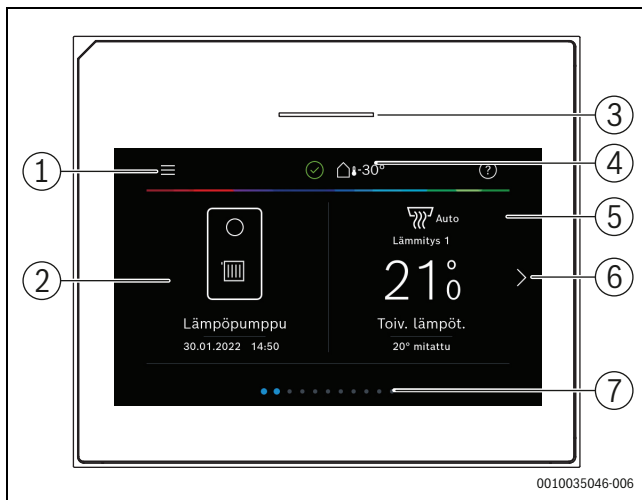 ③
① ④
-30°
?
Auto
⑤
Lämmitys 1
②
21°0
⑥
Lämpöpumppu
Toiv. lämpöt.
30.01.2022 14:50
20° mitattu
⑦
0010035046-006